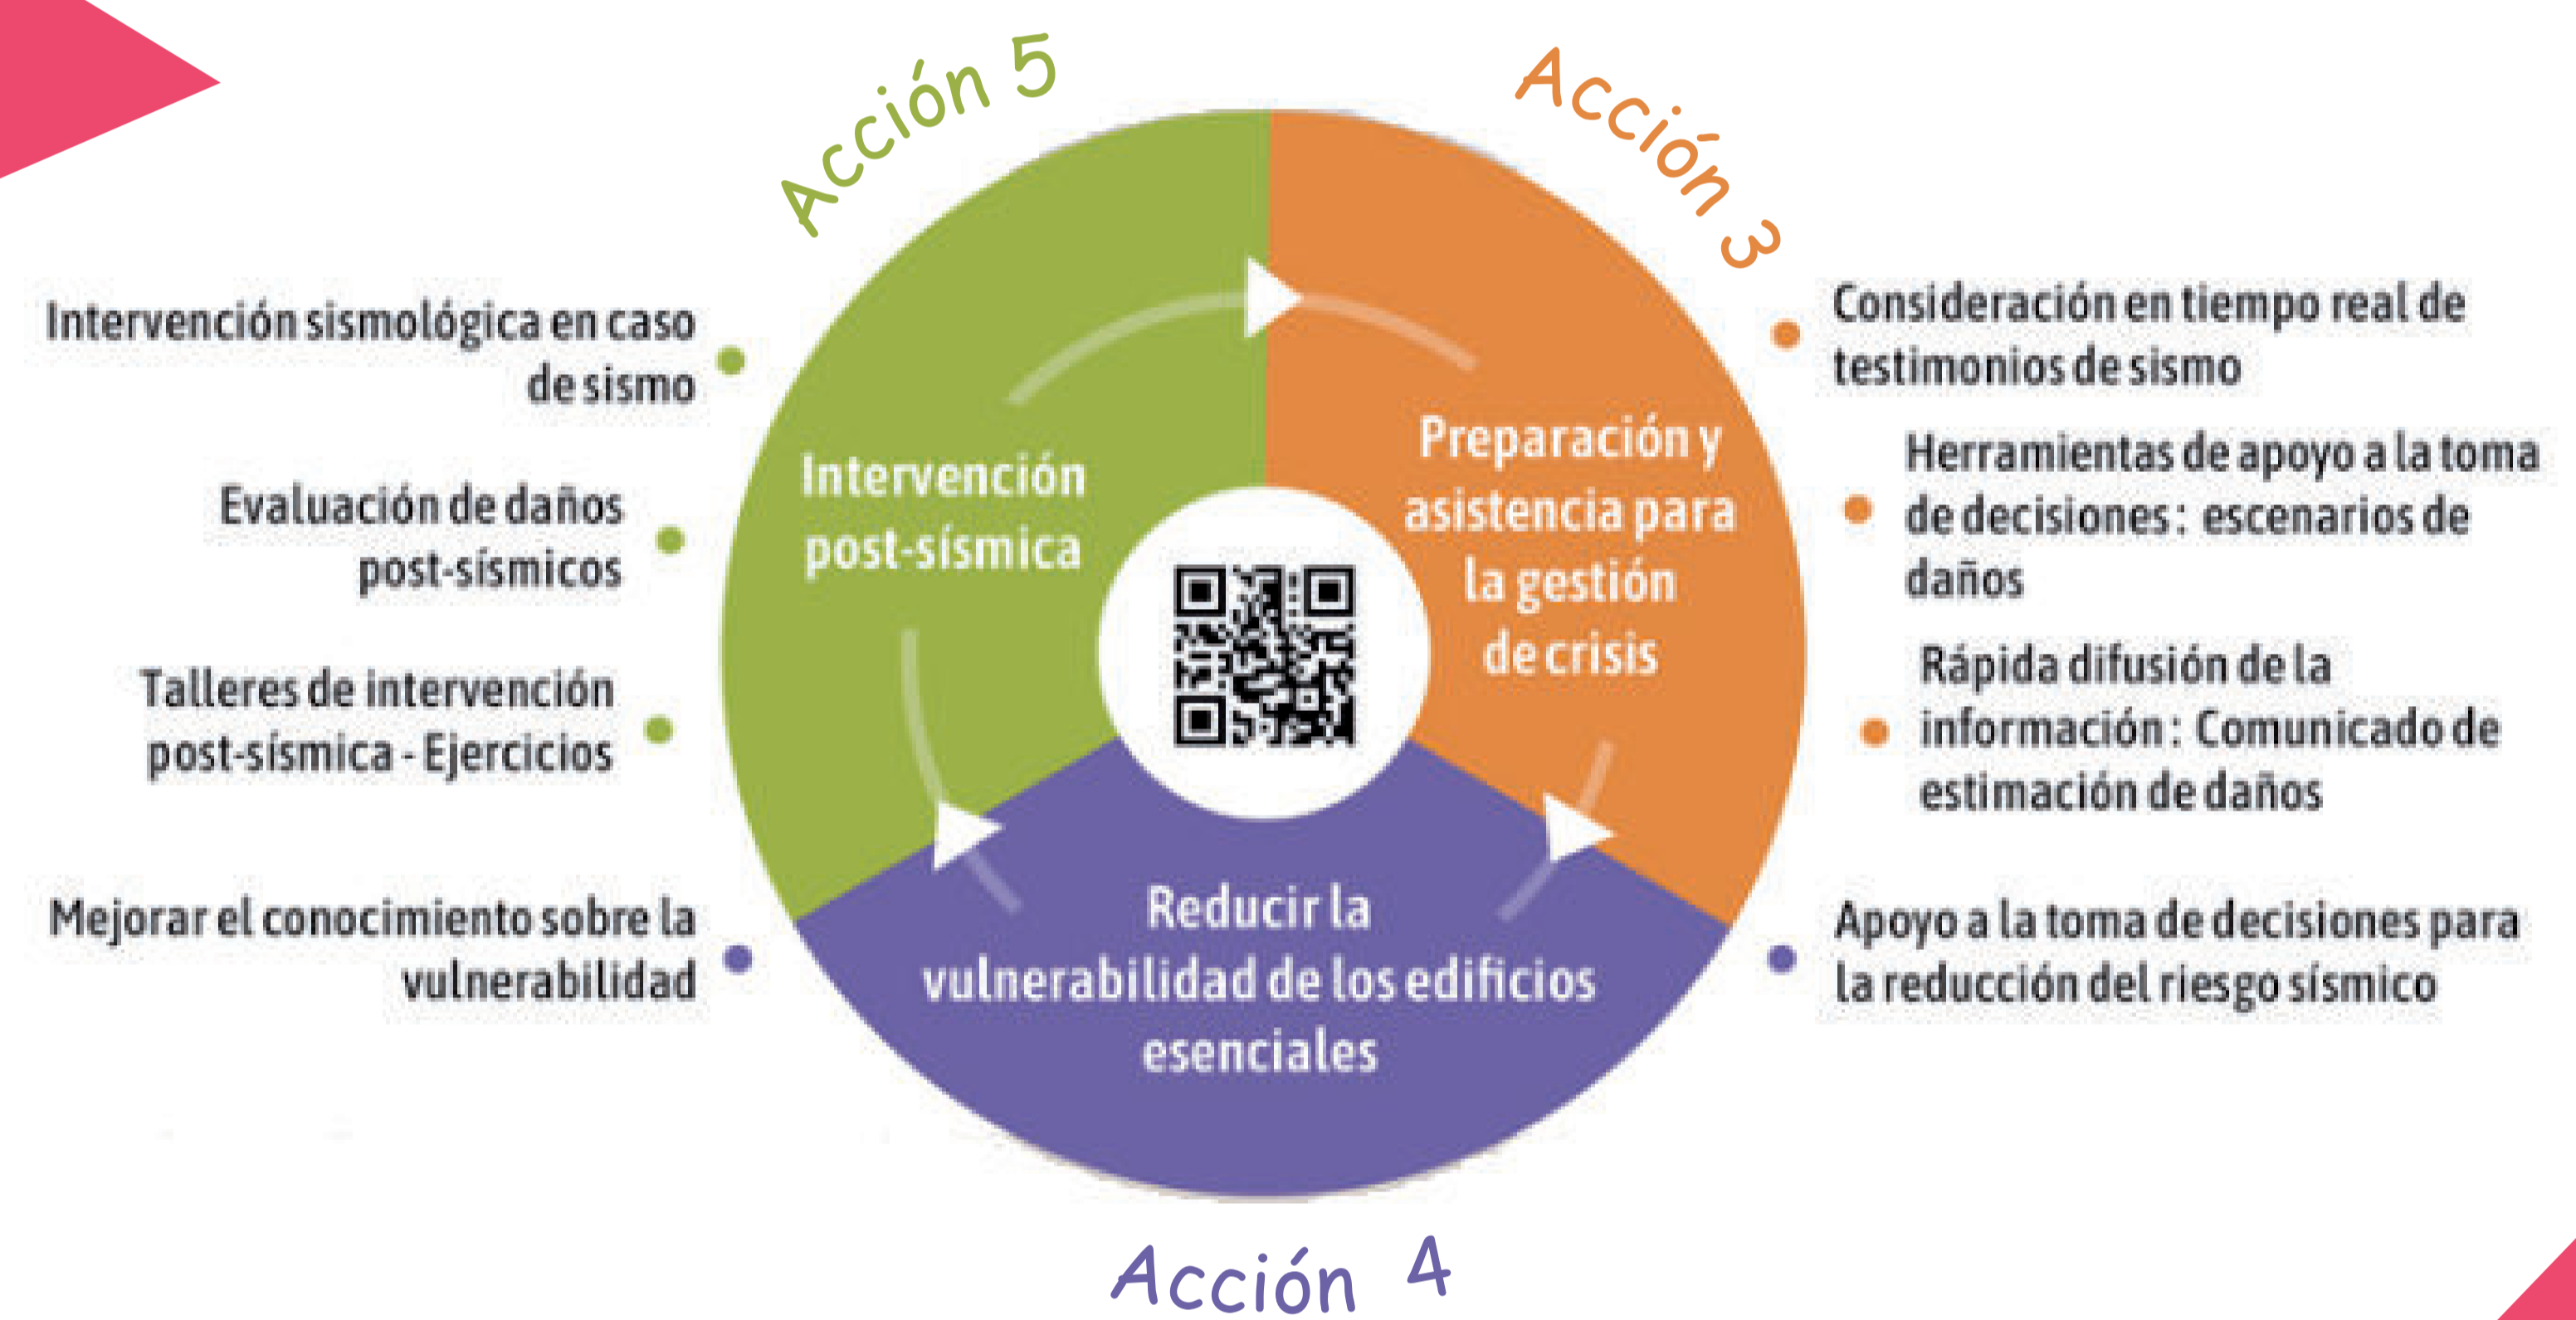 Acción 5
Acción 3
Intervención sismológica en caso
de sismo
Evaluación de daños
post-sísmicos
Talleres de intervención
post-sísmica - Ejercicios
Mejorar el conocimiento sobre la
vulnerabilidad
Intervención
post-sísmica
Preparación y
asistencia para
la gestión
de crisis
Reducir la
vulnerabilidad de los edificios
esenciales
Consideración en tiempo real de
testimonios de sismo
Herramientas de apoyo a la toma
de decisiones: escenarios de
daños
Rápida difusión de la
información: Comunicado de
estimación de daños
Apoyo a la toma de decisiones para
la reducción del riesgo sísmico
Acción 4